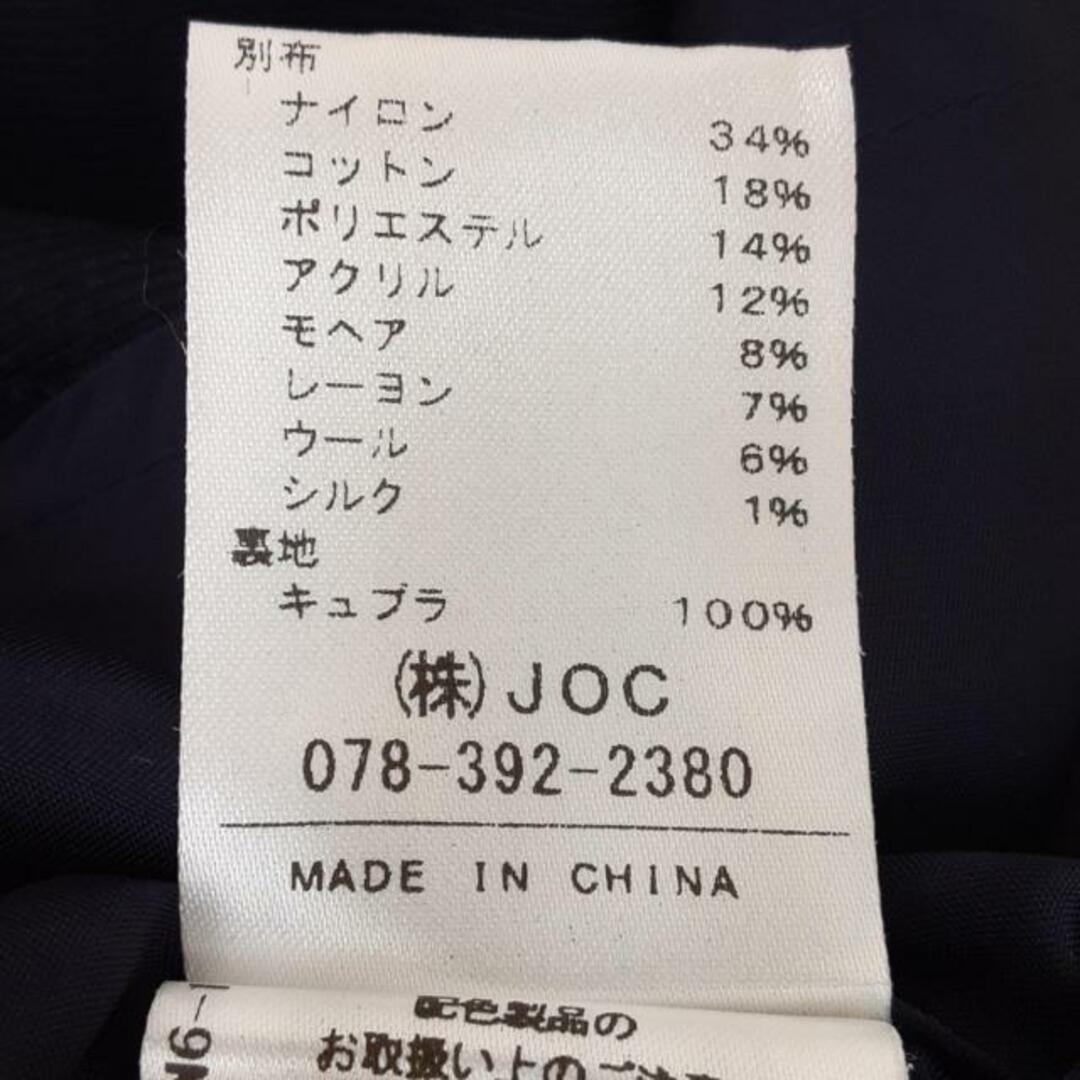 別布
ナイロン 34%
コットン 18%
ポリエステル 14%
アクリル 12%
モヘア 8%
レーヨン 7%
ウール 6%
シルク 1%
裏地
キュプラ 100%
(株)JOC
078-392-2380
MADE IN CHINA
配色製品の
お取扱い上のご注意